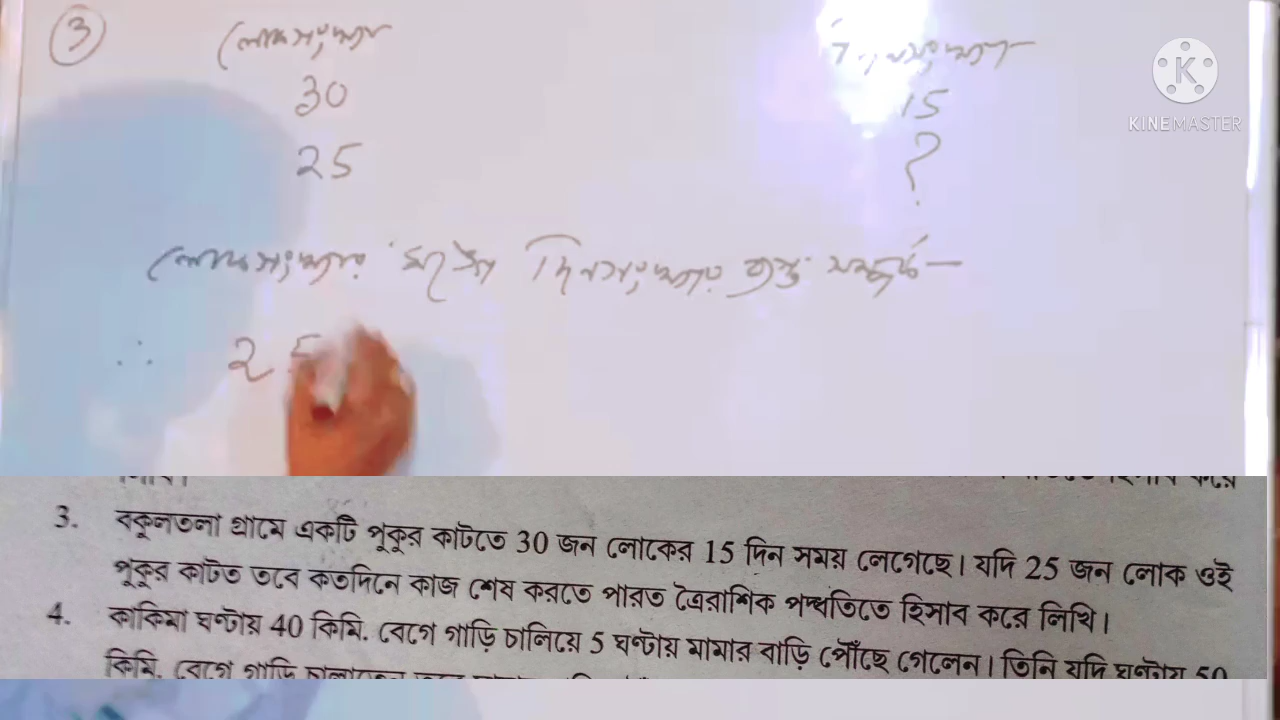 ③ লোকসংখ্যা দিনসংখ্যা
30 15
25 ?
লোকসংখ্যার সঙ্গে দিনসংখ্যার ব্যস্ত সম্পর্ক
∴ 25
KINEMASTER
3. বকুলতলা গ্রামে একটি পুকুর কাটতে 30 জন লোকের 15 দিন সময় লেগেছে। যদি 25 জন লোক ওই
পুকুর কাটত তবে কতদিনে কাজ শেষ করতে পারত ত্রৈরাশিক পদ্ধতিতে হিসাব করে লিখি।
4. কাকিমা ঘণ্টায় 40 কিমি. বেগে গাড়ি চালিয়ে 5 ঘণ্টায় মামার বাড়ি পৌঁছে গেলেন। তিনি যদি ঘণ্টায় 50
কিমি. বেগে গাড়ি